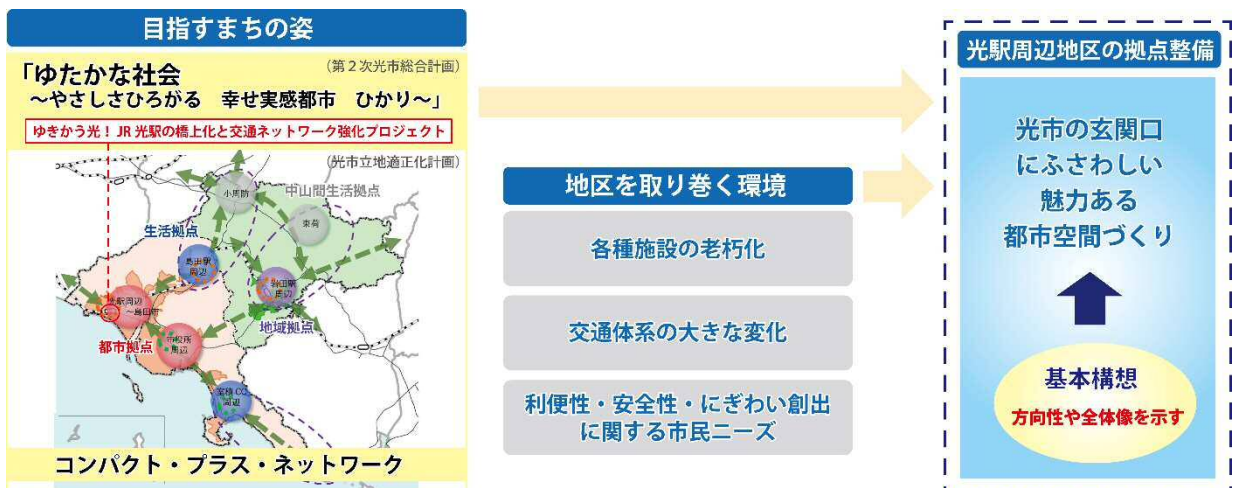 目指すまちの姿
「ゆたかな社会
(第2次光市総合計画)
~やさしさひろがる 幸せ実感都市 ひかり~」
ゆきかう光!JR光駅の橋上化と交通ネットワーク強化プロジェクト
(光市立地適正化計画)
小周防
中山間生活拠点
束荷
生活拠点
島田駅
周辺
岩田駅
周辺
光駅周辺
~島田市
地域拠点
都市拠点
市役所
周辺
室積CC
周辺
コンパクト・プラス・ネットワーク
地区を取り巻く環境
各種施設の老朽化
交通体系の大きな変化
利便性・安全性・にぎわい創出
に関する市民ニーズ
光駅周辺地区の拠点整備
光市の玄関口
にふさわしい
魅力ある
都市空間づくり
基本構想
方向性や全体像を示す